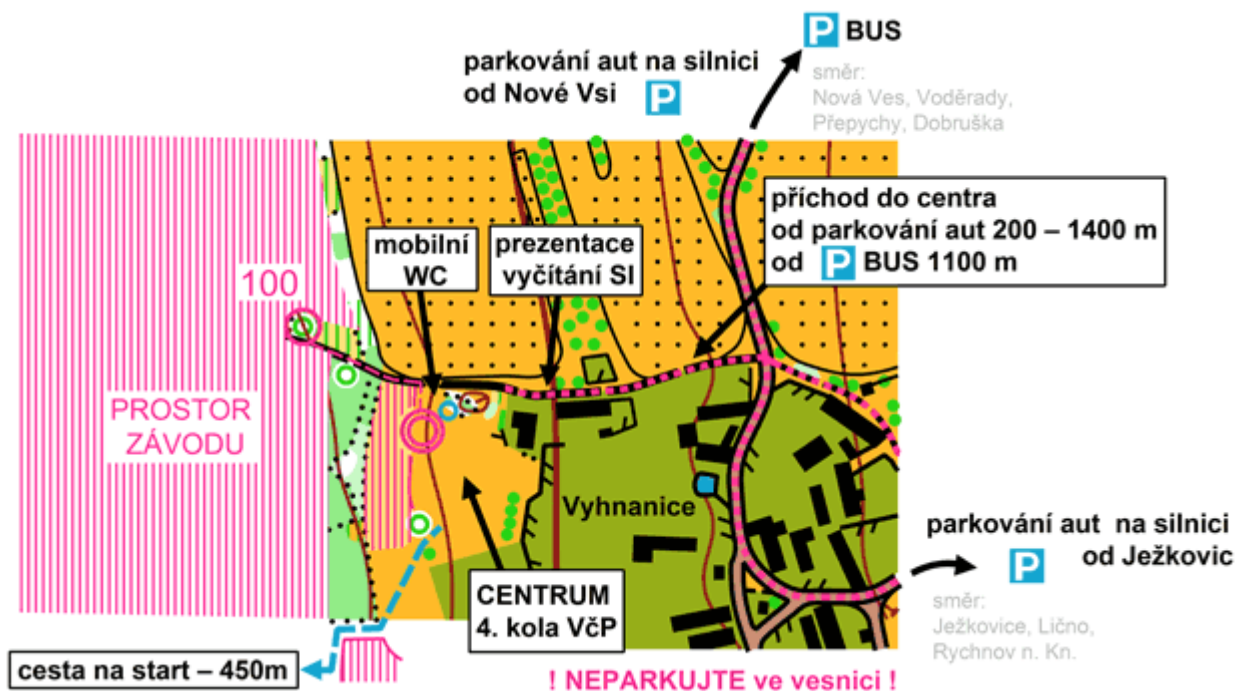 P BUS
parkování aut na silnici
od Nové Vsi P
směr:
Nová Ves, Voděrady,
Přepychy, Dobruška
příchod do centra
od parkování aut 200 – 1400 m
od P BUS 1100 m
mobilní
WC
prezentace
vyčítání SI
100
PROSTOR
ZÁVODU
Vyhnanice
parkování aut na silnici
od Ježkovic
P
směr:
Ježkovice, Lično,
Rychnov n. Kn.
CENTRUM
4. kola VčP
cesta na start – 450m
! NEPARKUJTE ve vesnici !